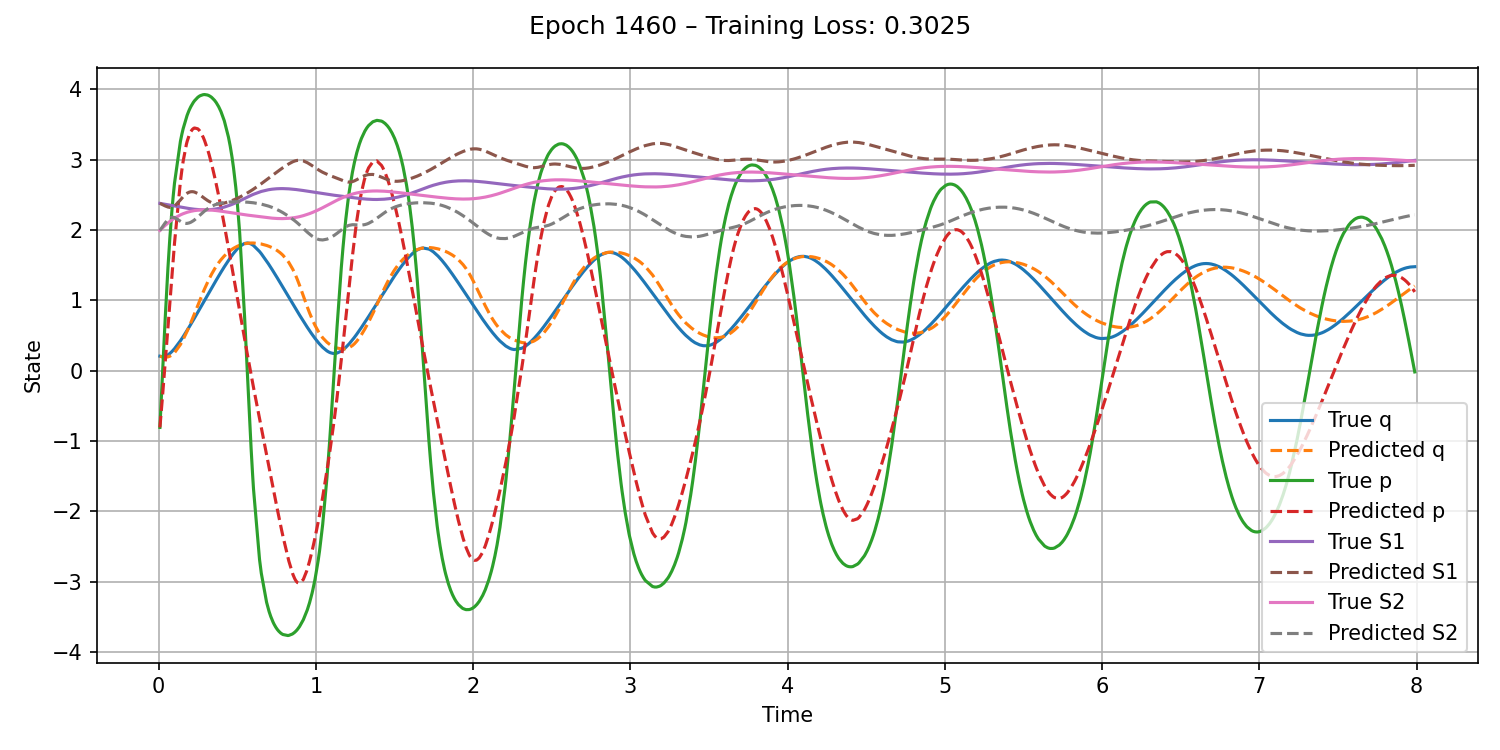 Epoch 1460 – Training Loss: 0.3025
4
3
2
1
0
−1
−2
−3
−4
State
0 1 2 3 4 5 6 7 8
Time
True q
Predicted q
True p
Predicted p
True S1
Predicted S1
True S2
Predicted S2